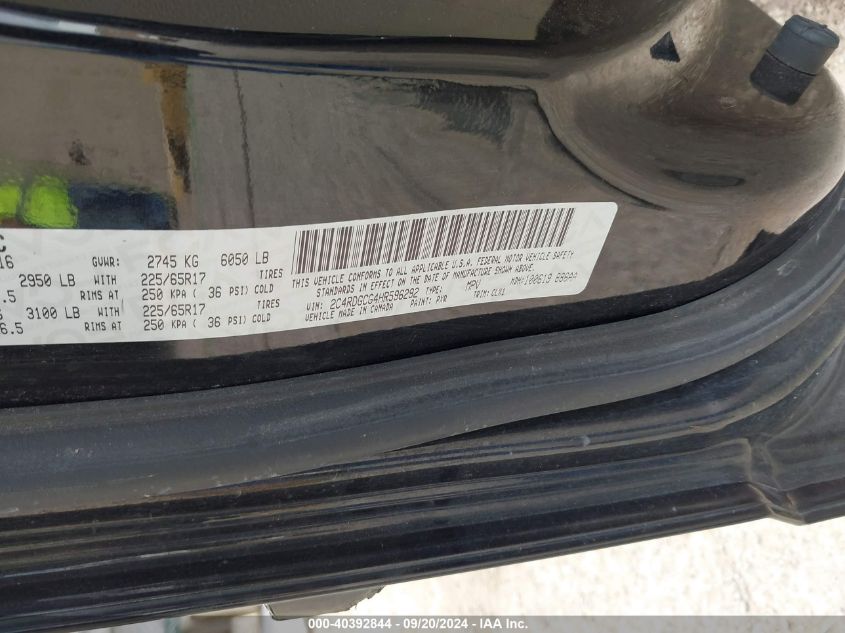 C
16 GVWR: 2745 KG 6050 LB
2950 LB WITH 225/65R17 TIRES
.5 RIMS AT 250 KPA ( 36 PSI) COLD
3100 LB WITH 225/65R17 TIRES
6.5 RIMS AT 250 KPA ( 36 PSI) COLD
THIS VEHICLE CONFORMS TO ALL APPLICABLE U.S.A. FEDERAL MOTOR VEHICLE SAFETY
STANDARDS IN EFFECT ON THE DATE OF MANUFACTURE SHOWN ABOVE.
VIN: 2C4RDGCG4HR596292 TYPE: MPV MDH: 100619
VEHICLE MADE IN CANADA PAINT: PXR TRIM: CLX1
000-40392844 - 09/20/2024 - IAA Inc.